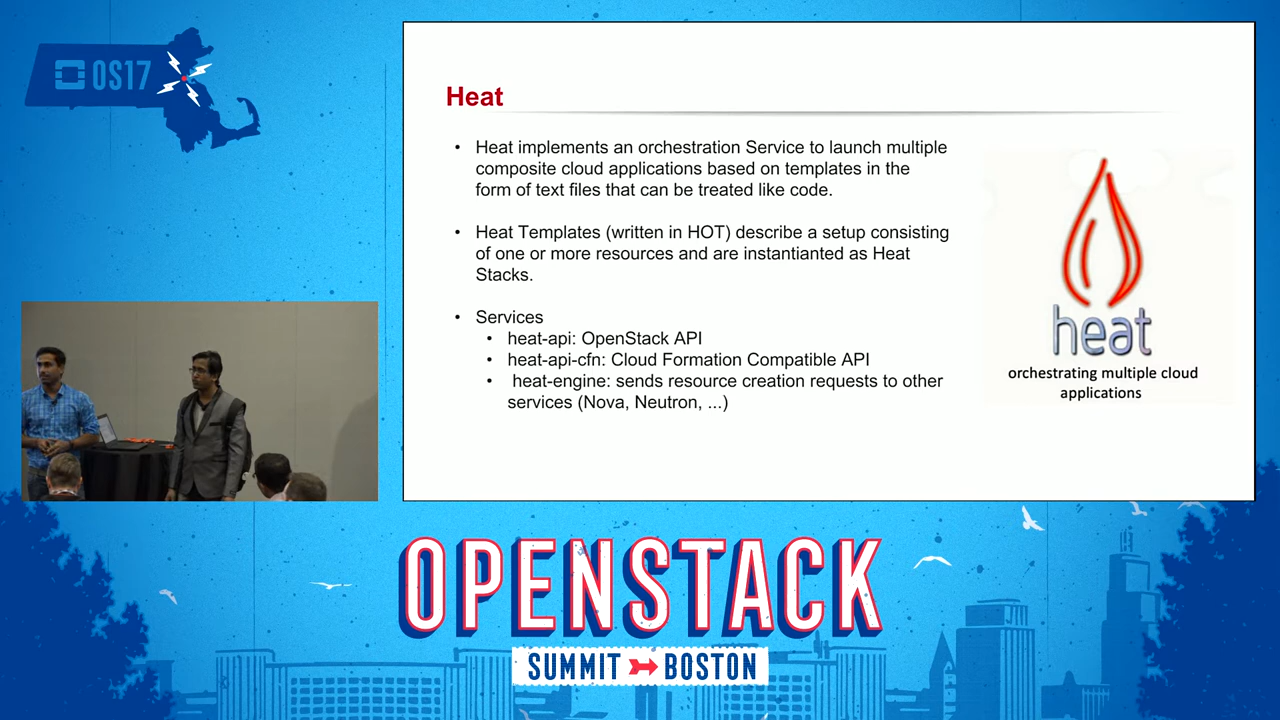 OS17
Heat
• Heat implements an orchestration Service to launch multiple
composite cloud applications based on templates in the
form of text files that can be treated like code.
• Heat Templates (written in HOT) describe a setup consisting
of one or more resources and are instantianted as Heat
Stacks.
• Services
• heat-api: OpenStack API
• heat-api-cfn: Cloud Formation Compatible API
• heat-engine: sends resource creation requests to other
services (Nova, Neutron, ...)
heat
orchestrating multiple cloud
applications
OPENSTACK
SUMMIT BOSTON